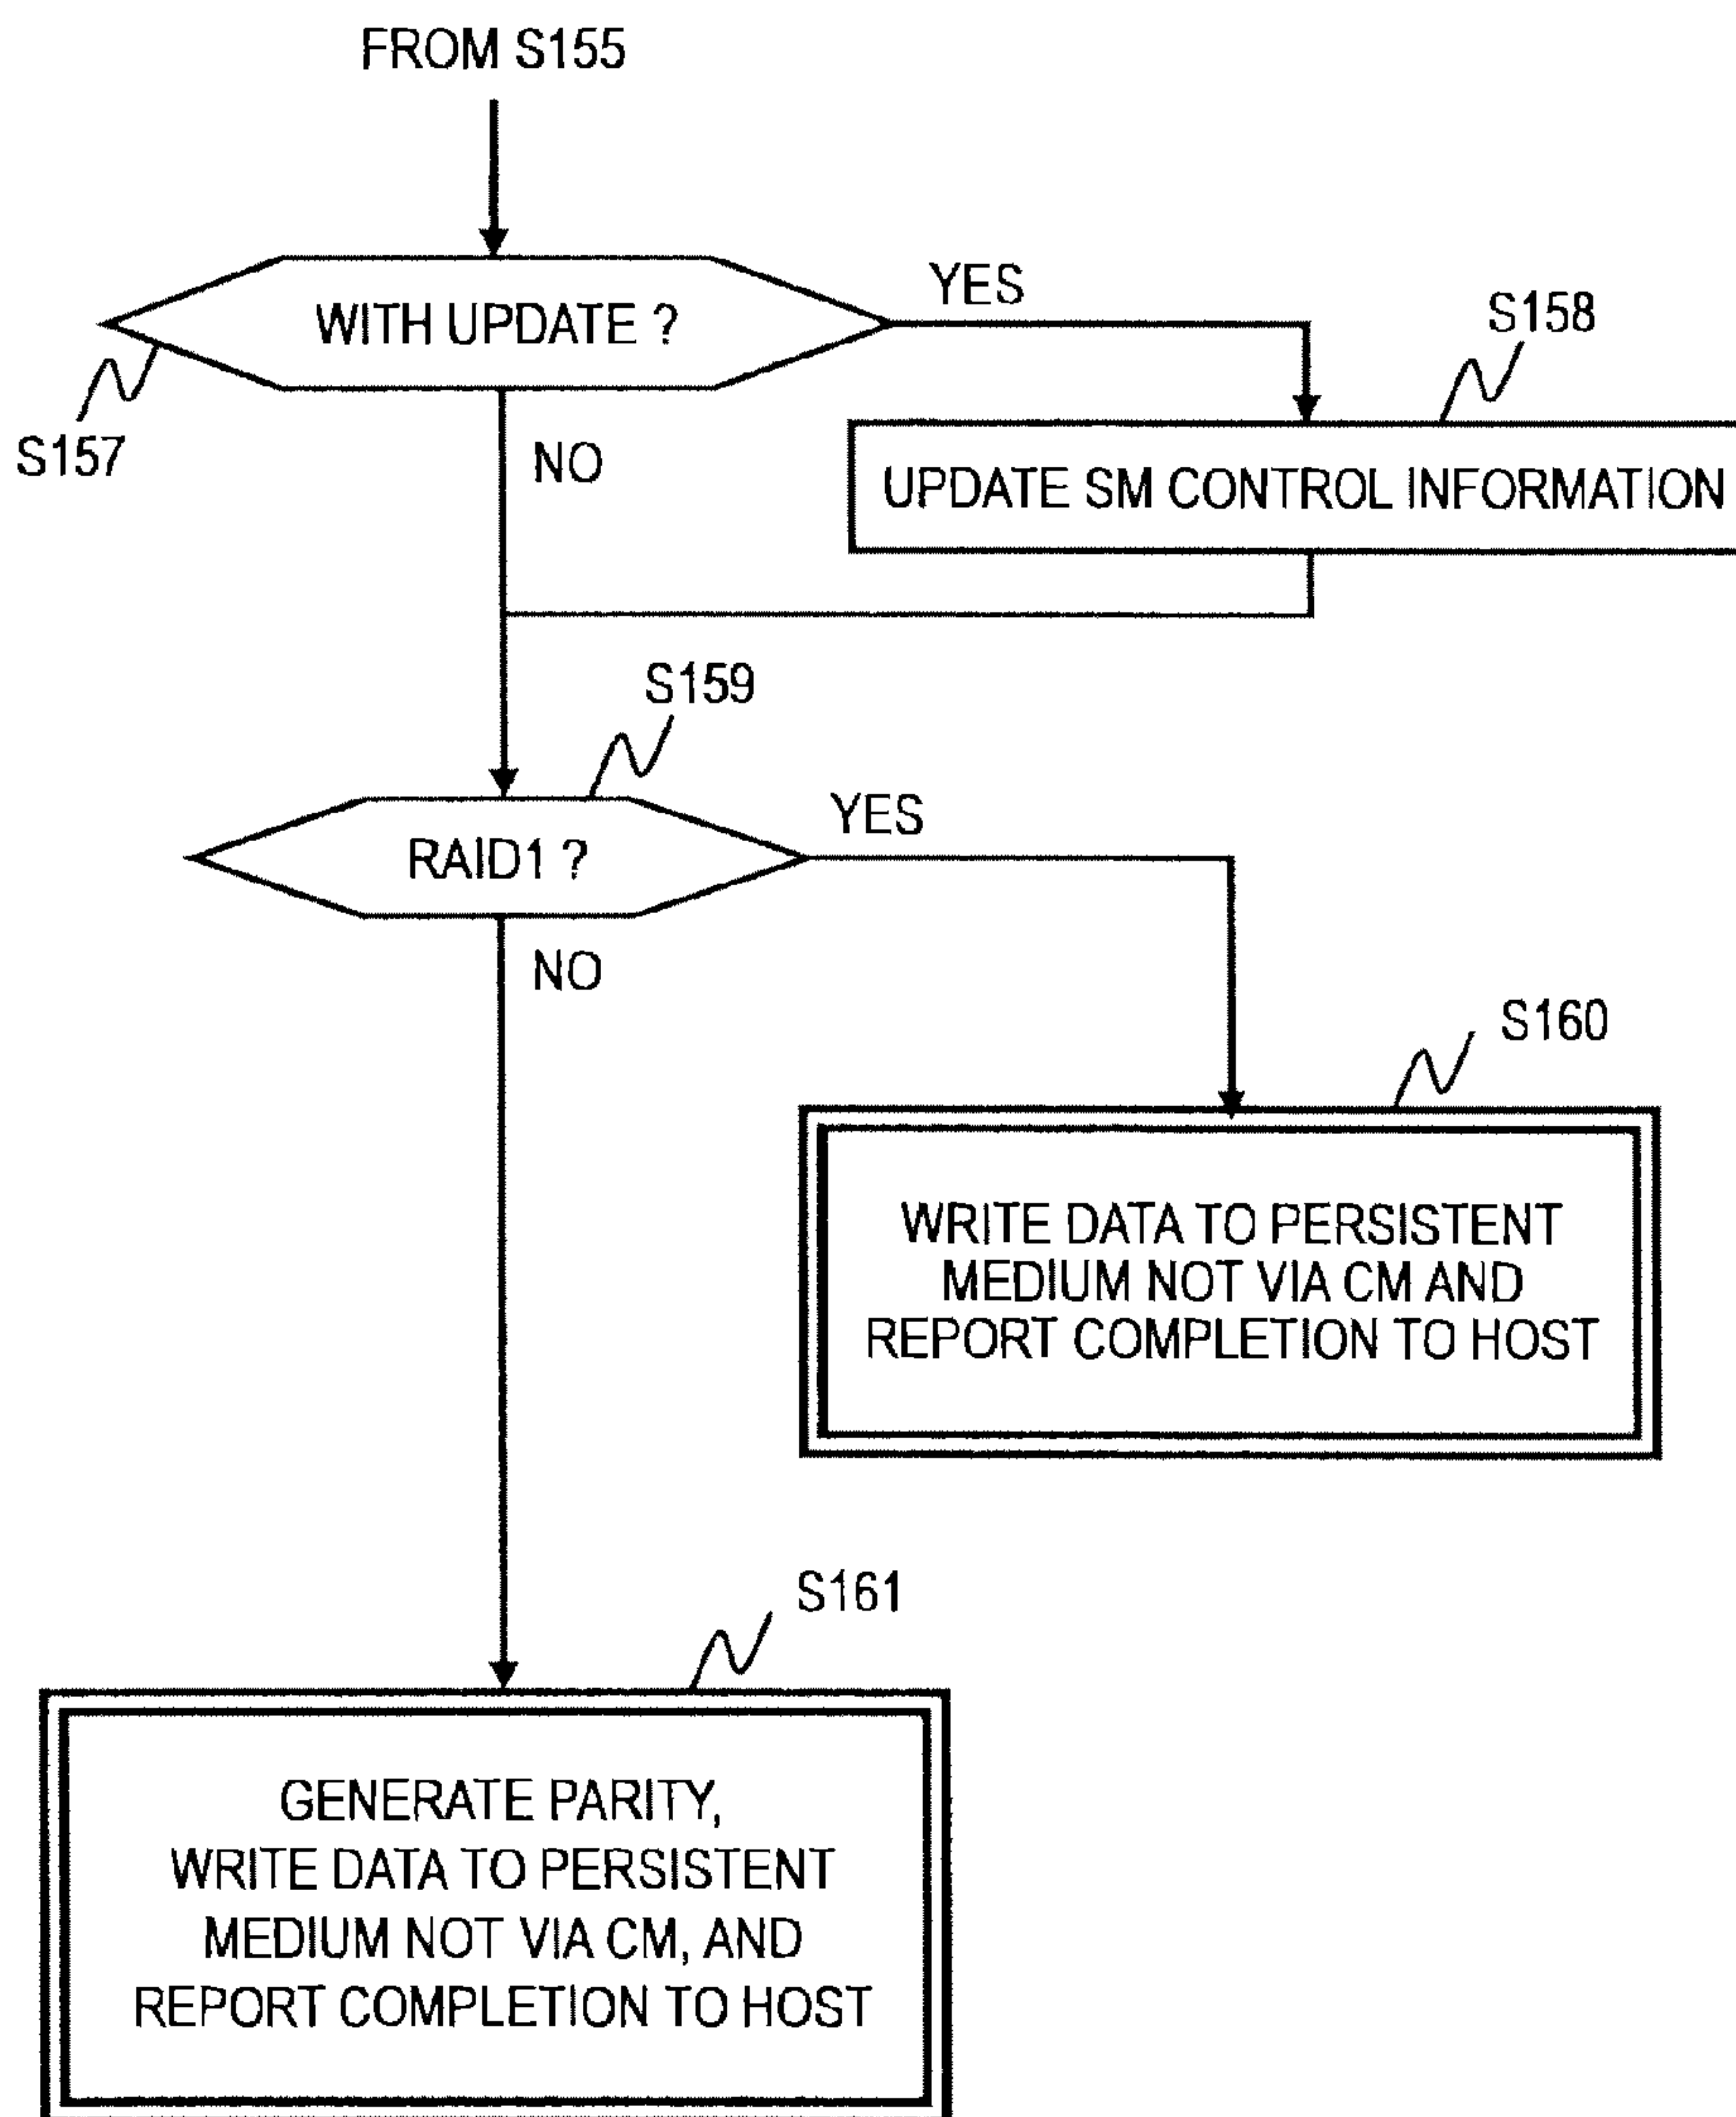 FROM S155
WITH UPDATE ?
YES
S158
S157
NO
UPDATE SM CONTROL INFORMATION
S159
RAID1 ?
YES
NO
S160
WRITE DATA TO PERSISTENT
MEDIUM NOT VIA CM AND
REPORT COMPLETION TO HOST
S161
GENERATE PARITY,
WRITE DATA TO PERSISTENT
MEDIUM NOT VIA CM, AND
REPORT COMPLETION TO HOST